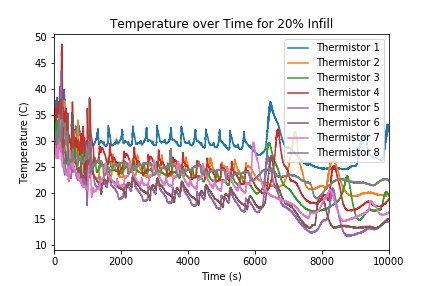 Temperature over Time for 20% Infill
Temperature (C)
50
45
40
35
30
25
20
15
10
Thermistor 1
Thermistor 2
Thermistor 3
Thermistor 4
Thermistor 5
Thermistor 6
Thermistor 7
Thermistor 8
0 2000 4000 6000 8000 10000
Time (s)